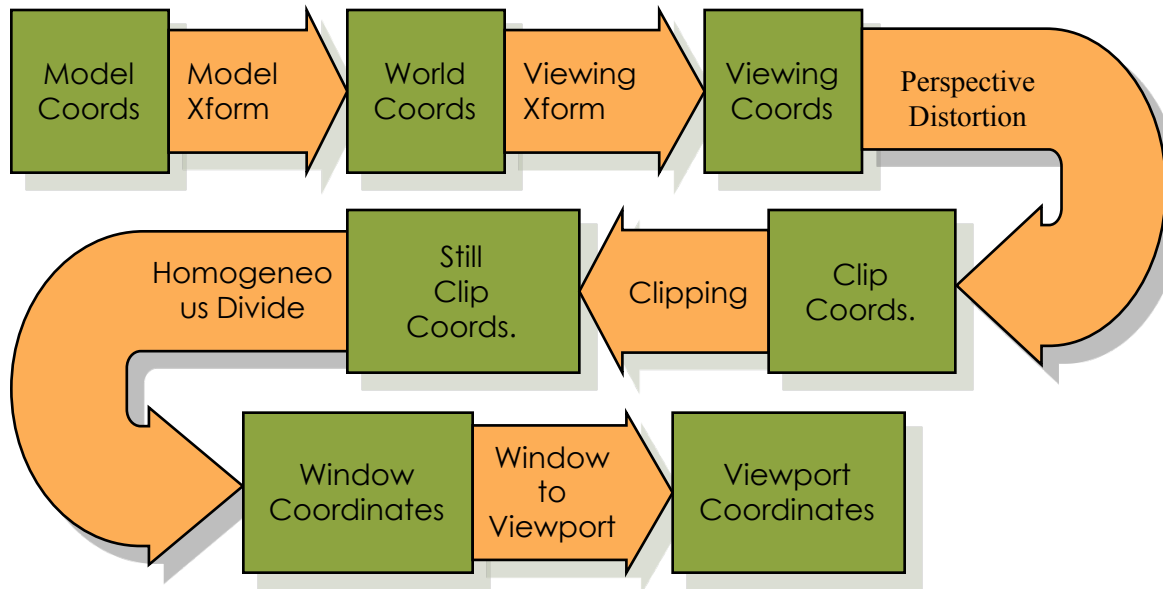 Model
Coords
Model
Xform
World
Coords
Viewing
Xform
Viewing
Coords
Perspective
Distortion
Clip
Coords.
Clipping
Still
Clip
Coords.
Homogeneo
us Divide
Window
Coordinates
Window
to
Viewport
Viewport
Coordinates